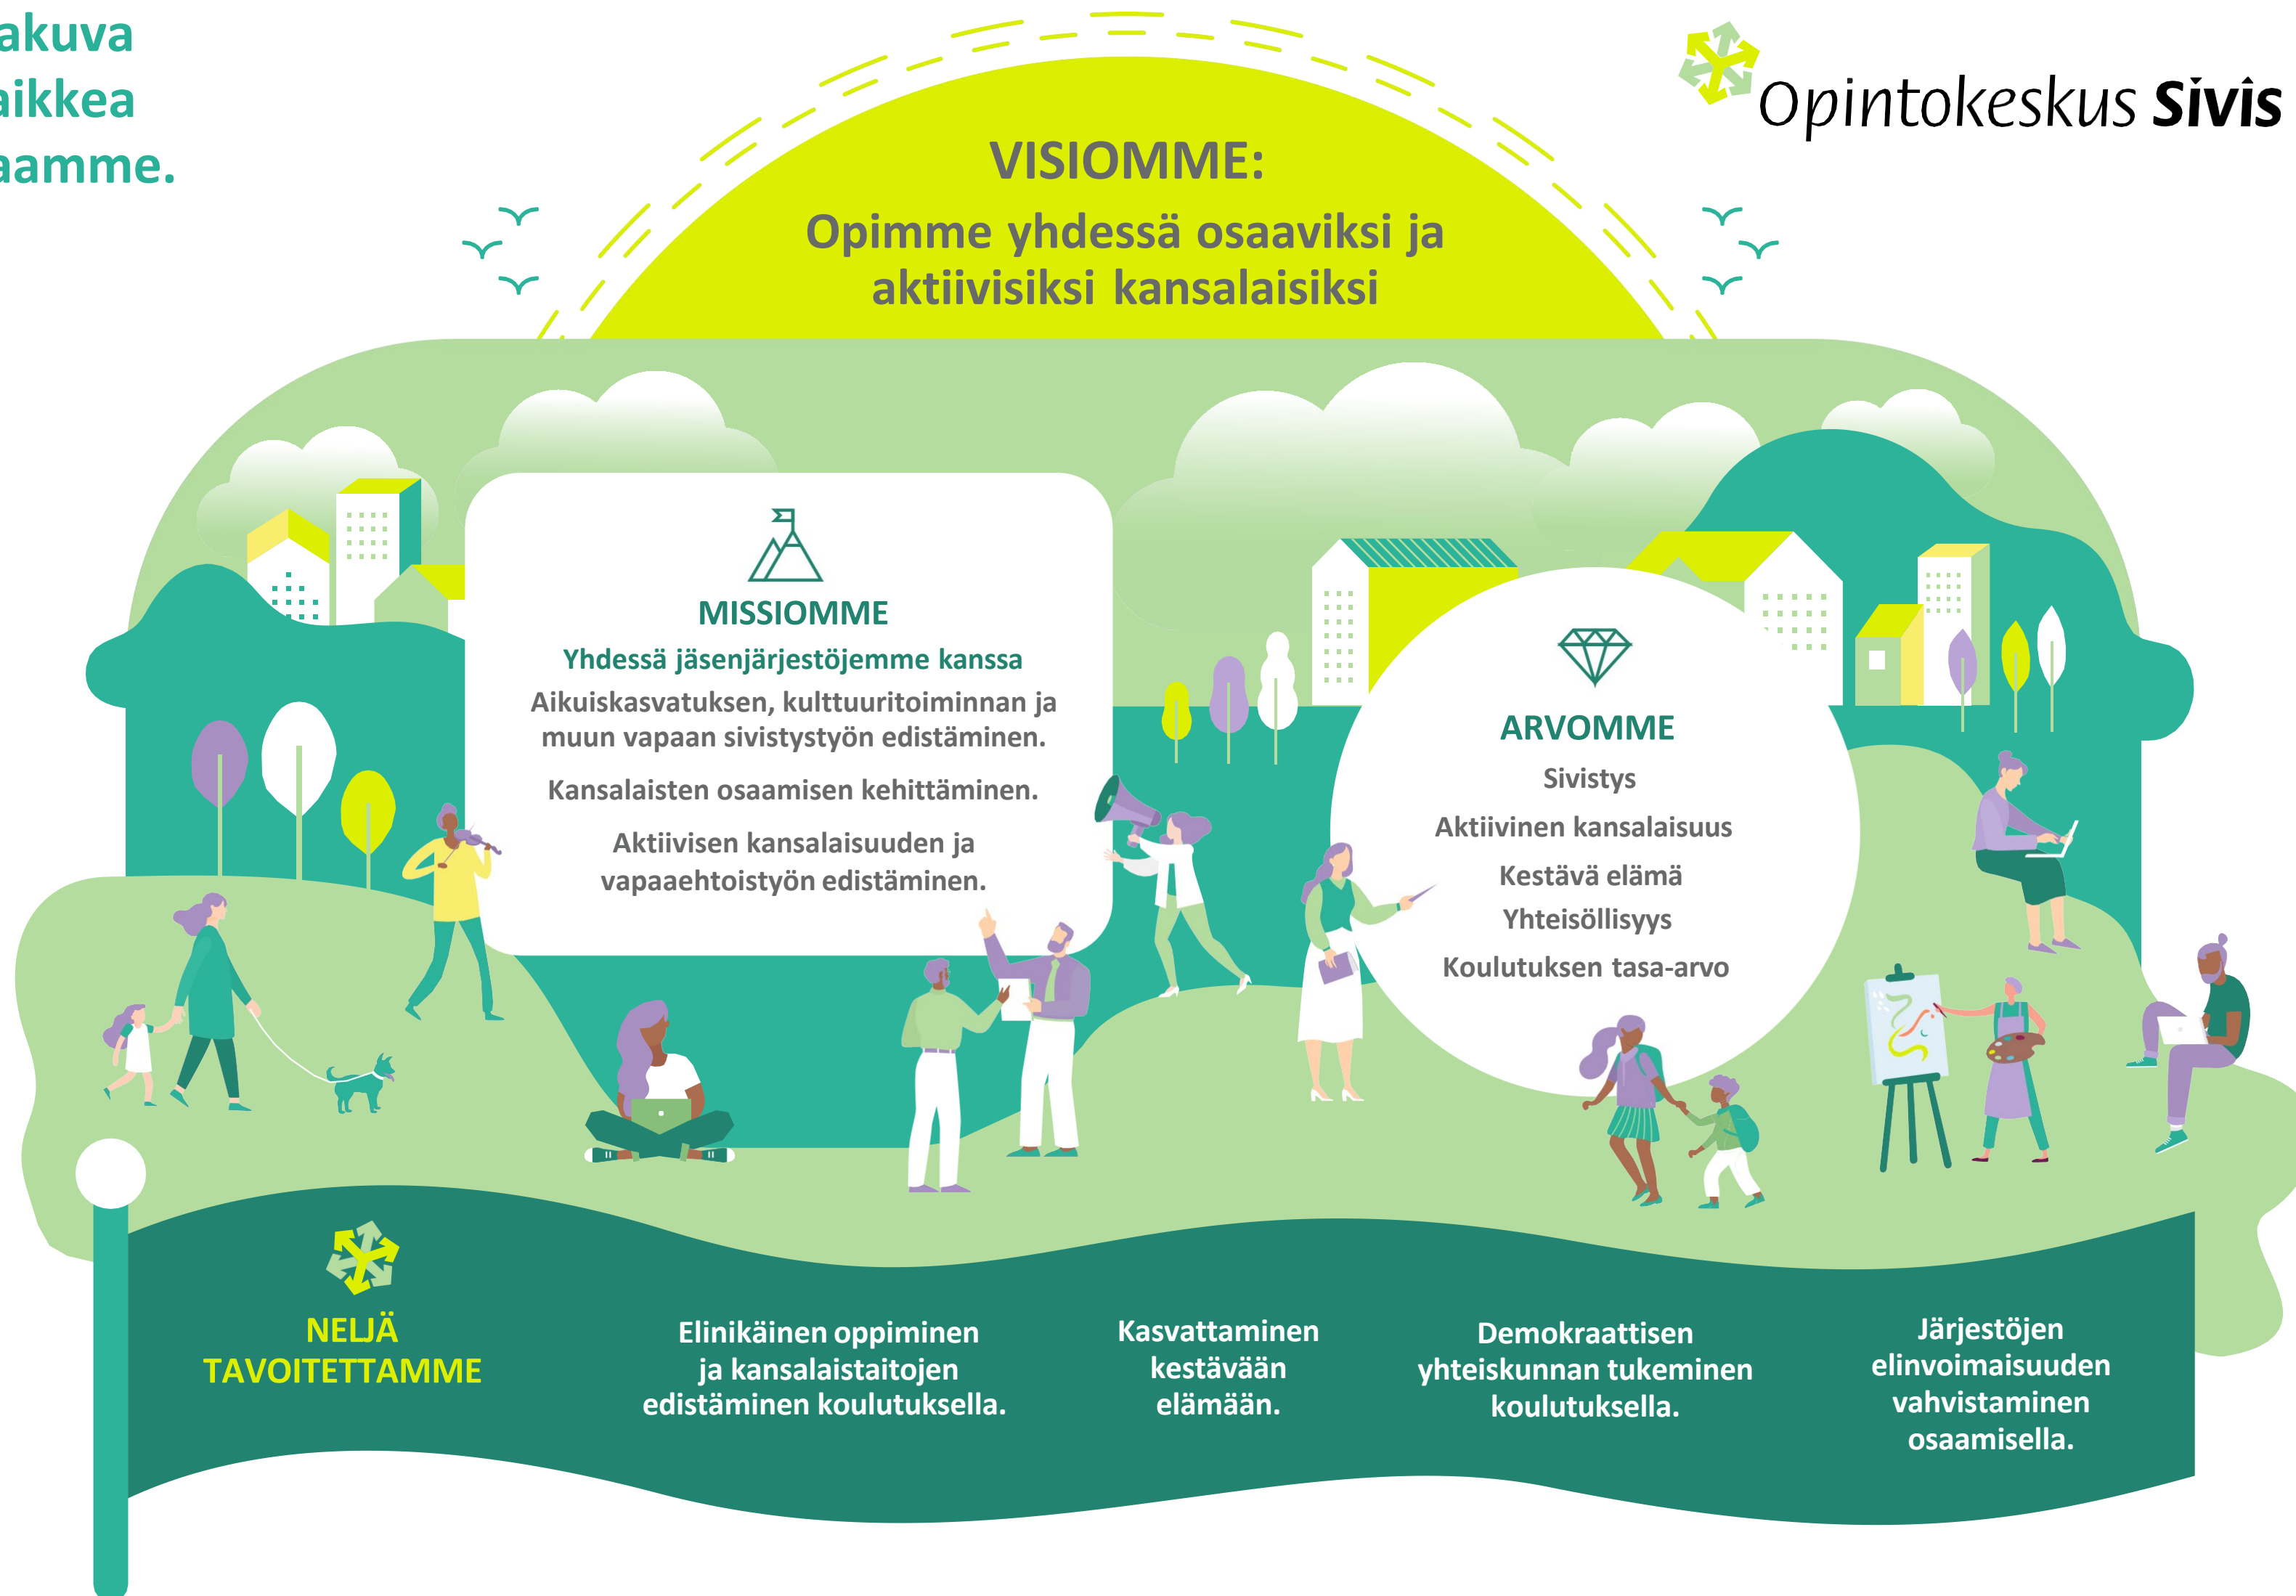 akuva
aikkea
aamme.
Opintokeskus Sivis
VISIOMME:
Opimme yhdessä osaaviksi ja
aktiivisiksi kansalaisiksi
MISSIOMME
Yhdessä jäsenjärjestöjemme kanssa
Aikuiskasvatuksen, kulttuuritoiminnan ja
muun vapaan sivistystyön edistäminen.
Kansalaisten osaamisen kehittäminen.
Aktiivisen kansalaisuuden ja
vapaaehtoistyön edistäminen.
ARVOMME
Sivistys
Aktiivinen kansalaisuus
Kestävä elämä
Yhteisöllisyys
Koulutuksen tasa-arvo
NELJÄ
TAVOITETTAMME
Elinikäinen oppiminen
ja kansalaistaitojen
edistäminen koulutuksella.
Kasvattaminen
kestävään
elämään.
Demokraattisen
yhteiskunnan tukeminen
koulutuksella.
Järjestöjen
elinvoimaisuuden
vahvistaminen
osaamisella.